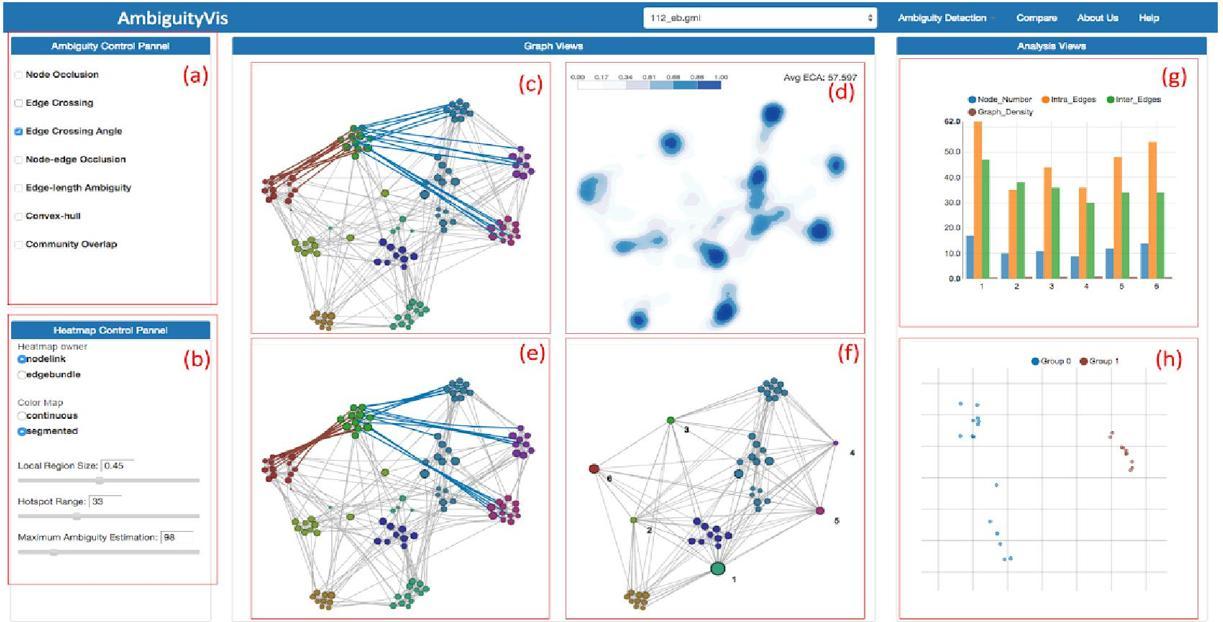 AmbiguityVis
112_eb.gml
Ambiguity Detection
Compare
About Us
Help
Ambiguity Control Pannel
(a)
Node Occlusion
Edge Crossing
Edge Crossing Angle
Node-edge Occlusion
Edge-length Ambiguity
Convex-hull
Community Overlap
Heatmap Control Pannel
(b)
Heatmap owner
nodelink
edgebundle
Color Map
continuous
segmented
Local Region Size: 0.45
Hotspot Range: 33
Maximum Ambiguity Estimation: 98
Graph Views
(c)
0.00 0.17 0.34 0.88 1.00
Avg ECA: 57.597
(d)
(e)
(f)
3
4
6
2
5
1
Analysis Views
(g)
Node_Number Intra_Edges Inter_Edges
Graph_Density
62.0
50.0
40.0
30.0
20.0
10.0
0.0
1 2 3 4 5 6
Group 0 Group 1
(h)